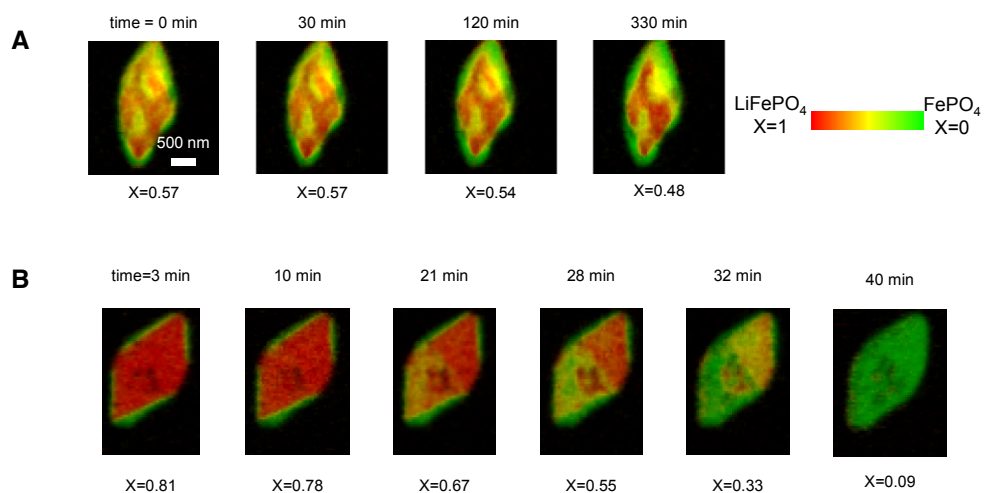 A
time = 0 min
30 min
120 min
330 min
500 nm
LiFePO4
X=1
FePO4
X=0
X=0.57
X=0.57
X=0.54
X=0.48
B
time=3 min
10 min
21 min
28 min
32 min
40 min
X=0.81
X=0.78
X=0.67
X=0.55
X=0.33
X=0.09